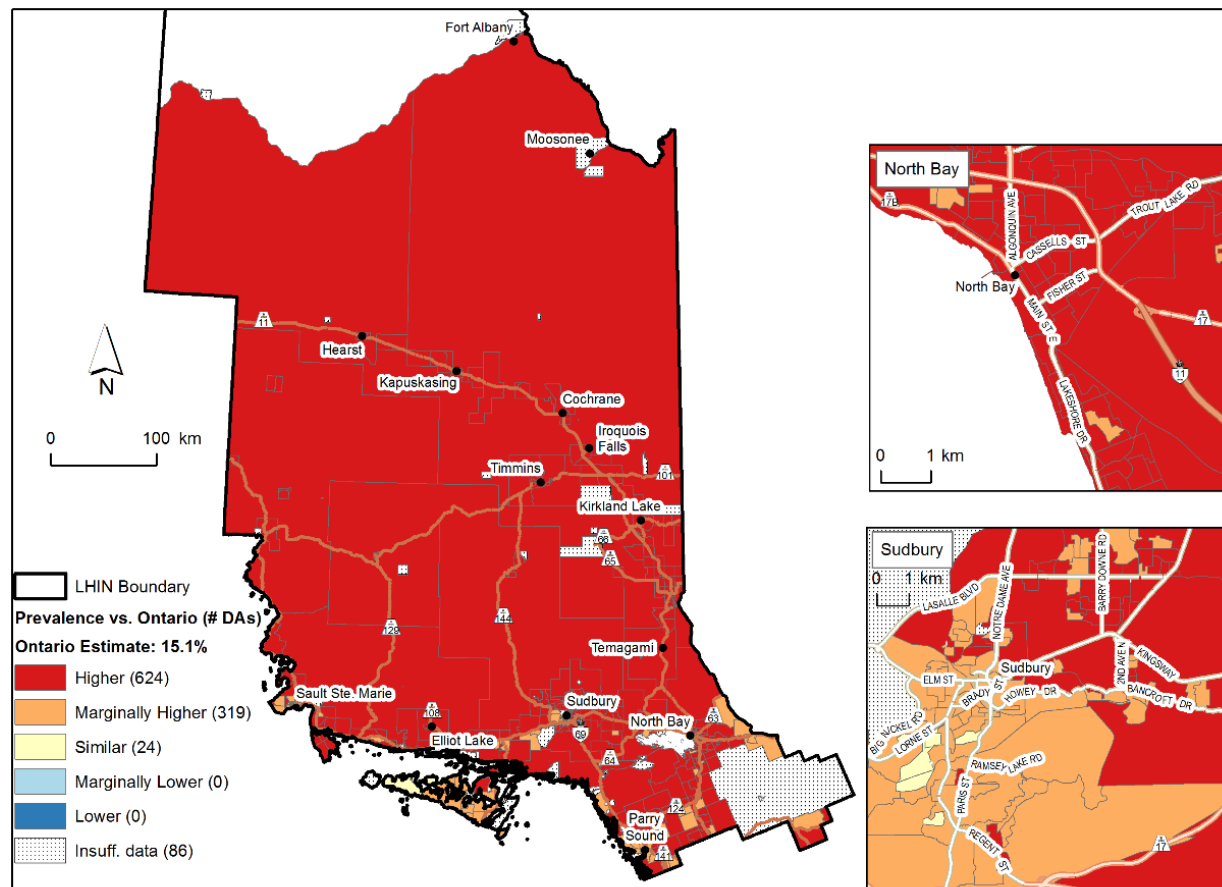 Fort Albany
Moosonee
11
Hearst
Kapuskasing
Cochrane
Iroquois
Falls
Timmins
101
Kirkland Lake
66
65
N
0 100 km
129
144
Temagami
Sault Ste. Marie
108
Elliot Lake
Sudbury
69
North Bay
63
64
124
Parry
Sound
141
LHIN Boundary
Prevalence vs. Ontario (# DAs)
Ontario Estimate: 15.1%
Higher (624)
Marginally Higher (319)
Similar (24)
Marginally Lower (0)
Lower (0)
Insuff. data (86)
North Bay
17B
ALGONQUIN AVE
TROUT LAKE RD
CASSELLS ST
North Bay
FISHER ST
MAIN ST E
17
11
LAKESHORE DR
0 1 km
Sudbury
0 1 km
LASALLE BLVD
NOTRE DAME AVE
BARRY DOWNE RD
Sudbury
ELM ST
BRADY ST
HOWEY DR
2ND AVE N
KINGSWAY
BANCROFT DR
BIG NICKEL RD
LORNE ST
RAMSEY LAKE RD
PARIS ST
REGENT ST
17